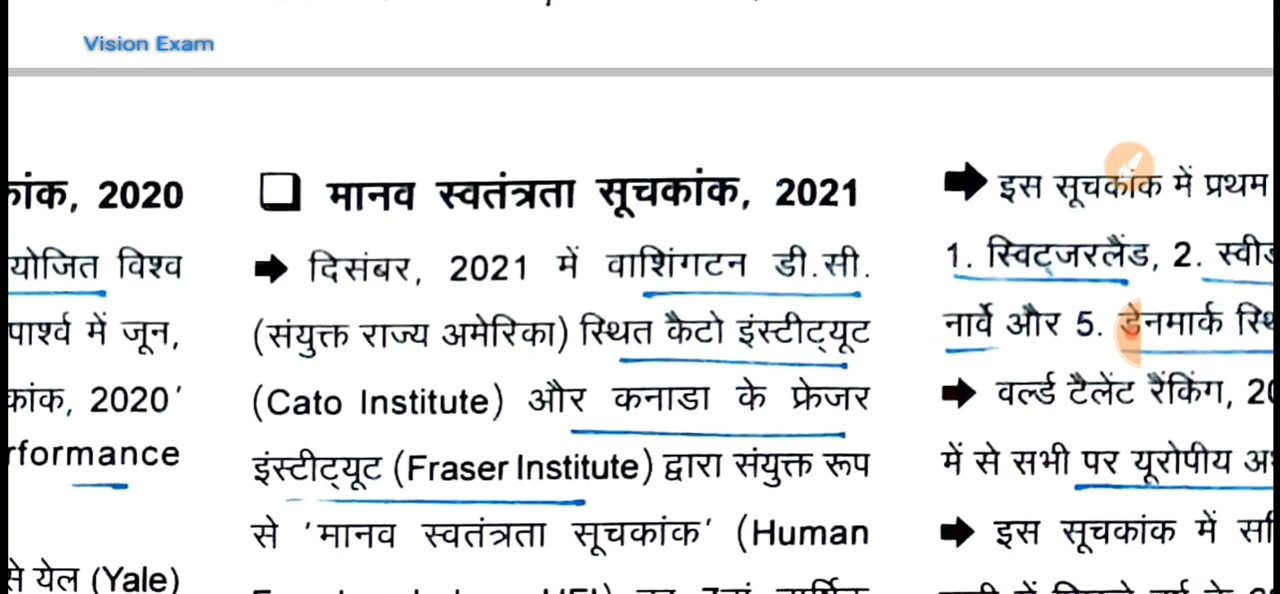 Vision Exam
कांक, 2020
योजित विश्व
पार्श्व में जून,
कांक, 2020'
rformance
से येल (Yale)
❑ मानव स्वतंत्रता सूचकांक, 2021
➡ दिसंबर, 2021 में वाशिंगटन डी.सी.
(संयुक्त राज्य अमेरिका) स्थित कैटो इंस्टीट्यूट
(Cato Institute) और कनाडा के फ्रेजर
इंस्टीट्यूट (Fraser Institute) द्वारा संयुक्त रूप
से 'मानव स्वतंत्रता सूचकांक' (Human
➡ इस सूचकांक में प्रथम
1. स्विट्जरलैंड, 2. स्वीड
नार्वे और 5. डेनमार्क स्थि
➡ वर्ल्ड टैलेंट रैंकिंग, 20
में से सभी पर यूरोपीय अ
➡ इस सूचकांक में स